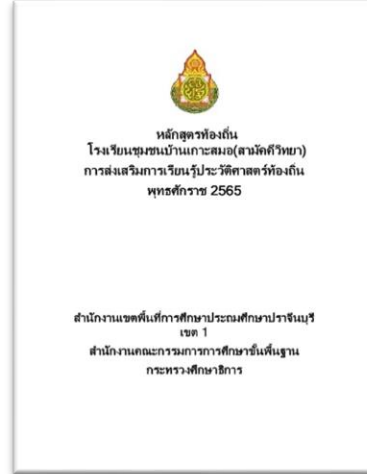 หลักสูตรท้องถิ่น
โรงเรียนชุมชนบ้านเกาะสมอ(สามัคคีวิทยา)
การส่งเสริมการเรียนรู้ประวัติศาสตร์ท้องถิ่น
พุทธศักราช 2565
สำนักงานเขตพื้นที่การศึกษาประถมศึกษาปราจีนบุรี
เขต 1
สำนักงานคณะกรรมการการศึกษาขั้นพื้นฐาน
กระทรวงศึกษาธิการ